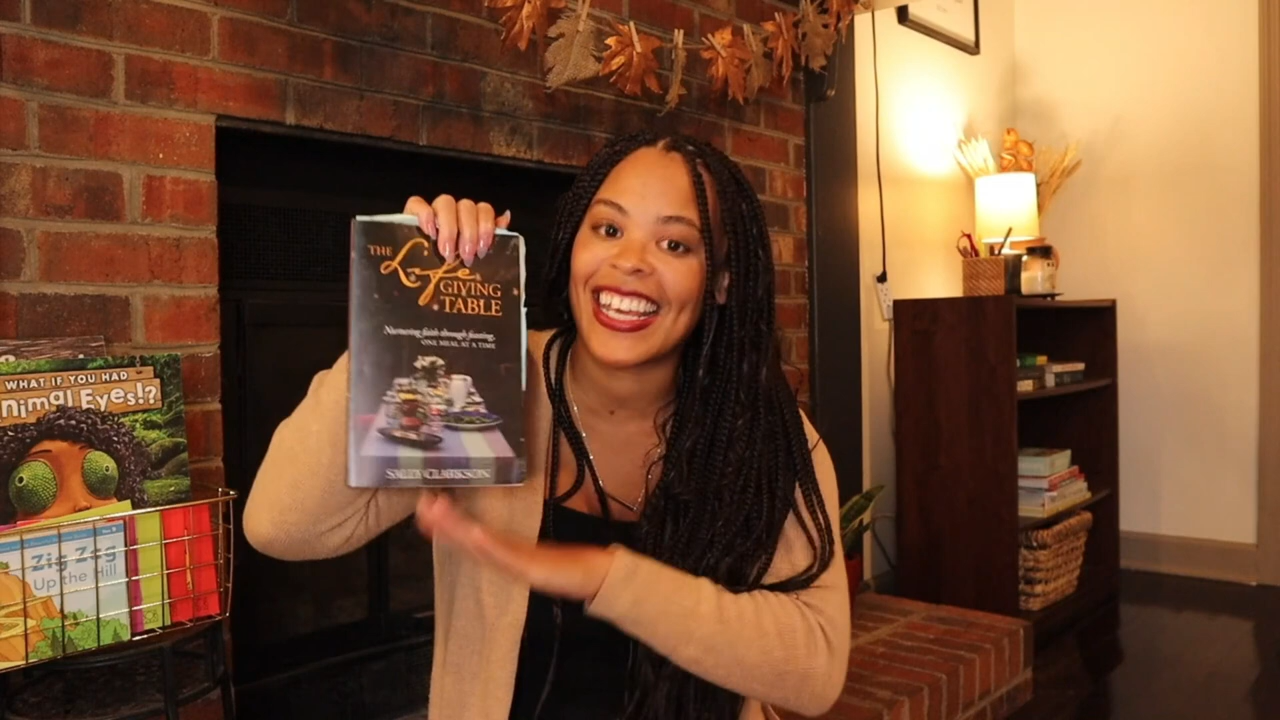 THE
Life
GIVING
TABLE
Nurturing faith through feasting,
ONE MEAL AT A TIME
SALLY CLARKSON
WHAT IF YOU HAD
nimal Eyes!?
Zig Zag
Up the Hill